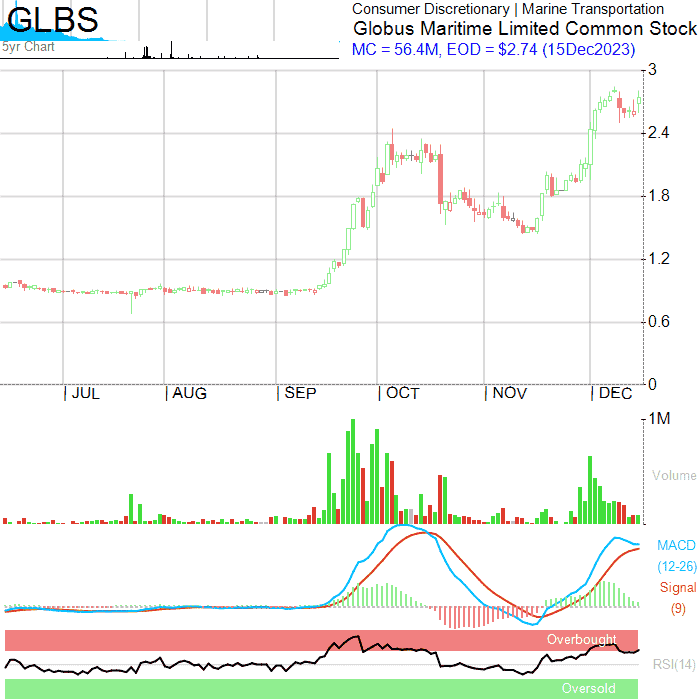 GLBS
Consumer Discretionary | Marine Transportation
Globus Maritime Limited Common Stock
5yr Chart
MC = 56.4M, EOD = $2.74 (15Dec2023)
3
2.4
1.8
1.2
0.6
0
JUL
AUG
SEP
OCT
NOV
DEC
1M
Volume
MACD
(12-26)
Signal
(9)
Overbought
RSI(14)
Oversold